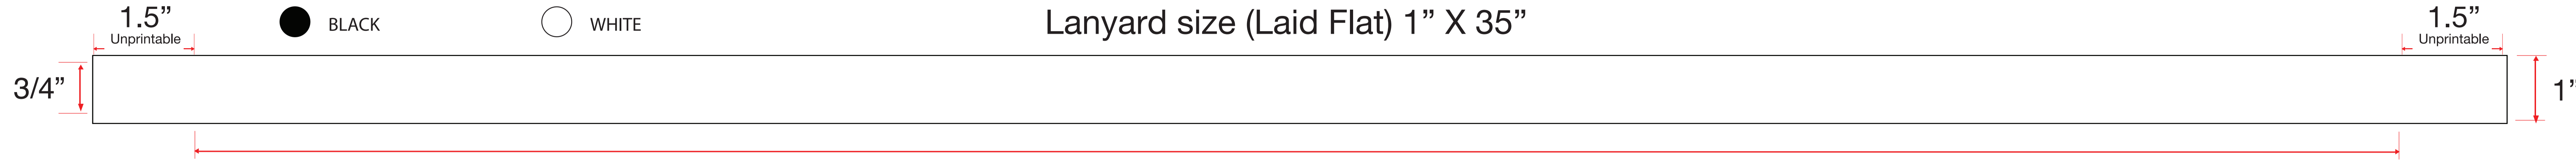 1.5”
Unprintable
BLACK
WHITE
Lanyard size (Laid Flat) 1” X 35”
1.5”
Unprintable
3/4”
1”